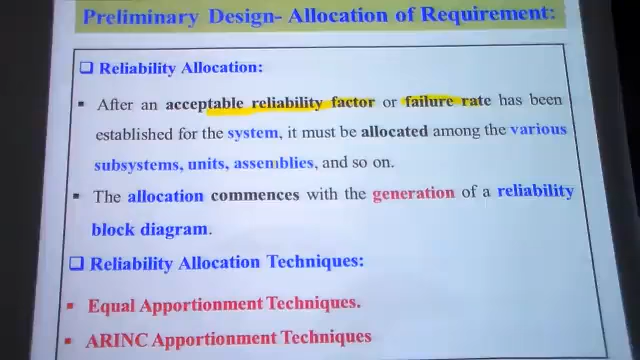 Preliminary Design- Allocation of Requirement:
❑ Reliability Allocation:
▪ After an acceptable reliability factor or failure rate has been
established for the system, it must be allocated among the various
subsystems, units, assemblies, and so on.
▪ The allocation commences with the generation of a reliability
block diagram.
❑ Reliability Allocation Techniques:
▪ Equal Apportionment Techniques.
▪ ARINC Apportionment Techniques